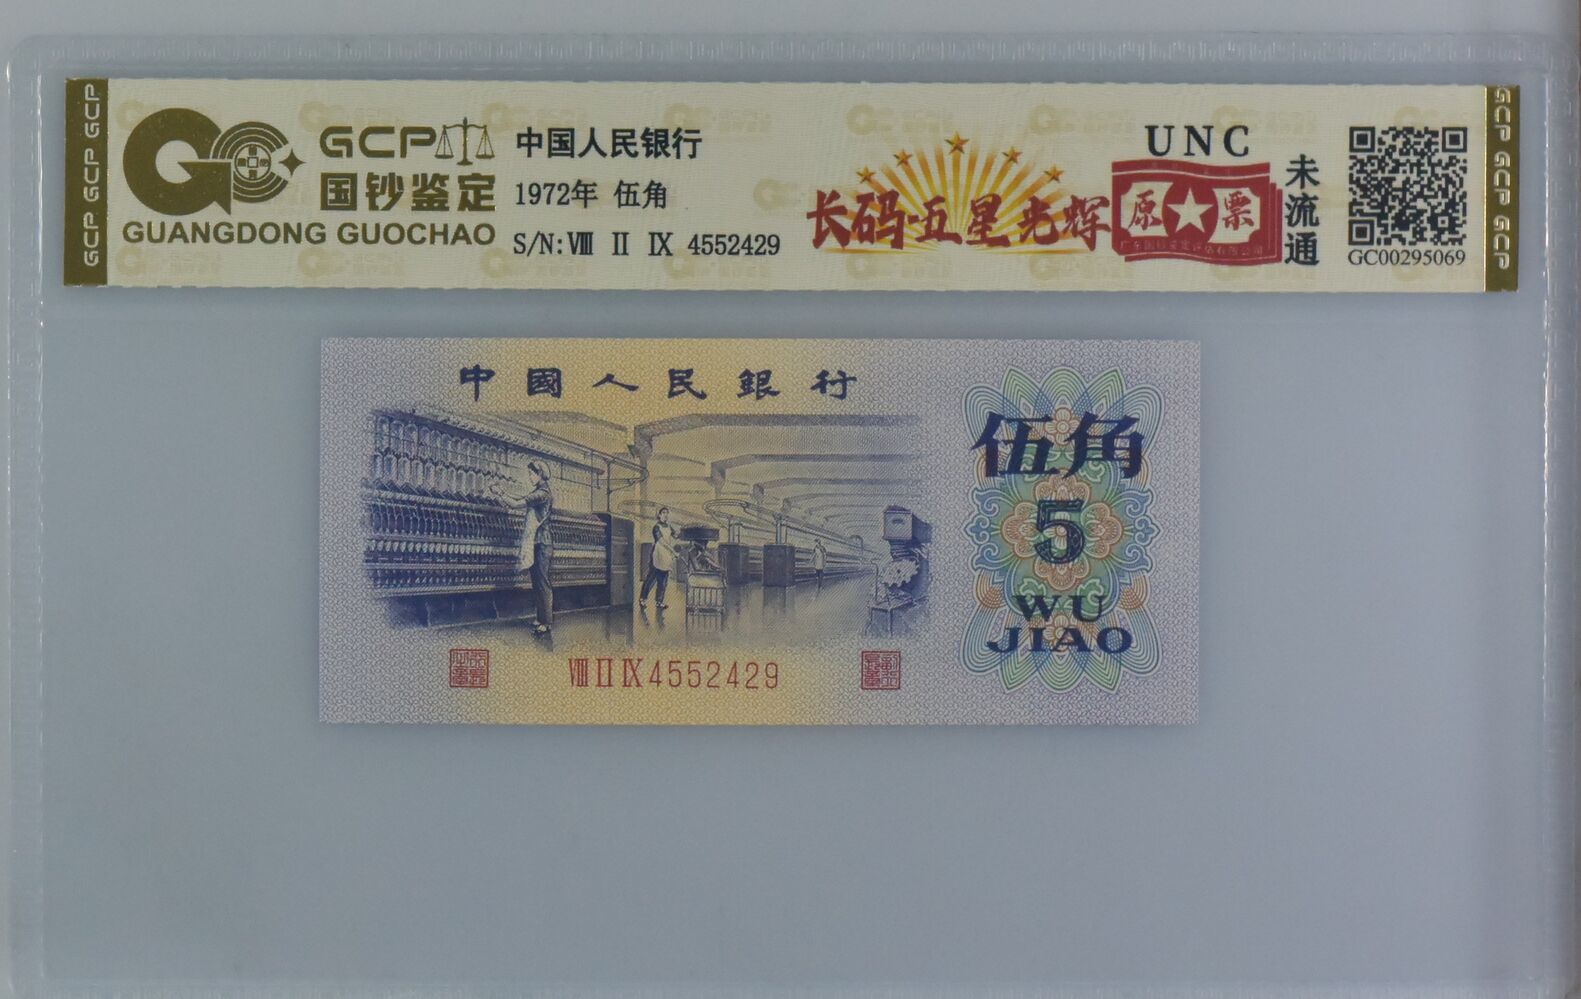 GCP GCP GCP
GCP
国钞鉴定
GUANGDONG GUOCHAO
中国人民银行
1972年 伍角
S/N: Ⅷ Ⅱ Ⅸ 4552429
长码五星光辉
UNC
原★票
未流通
GC00295069
GCP GCP GCP
中國人民銀行
伍角
5
WU
JIAO
Ⅷ Ⅱ Ⅸ 4552429